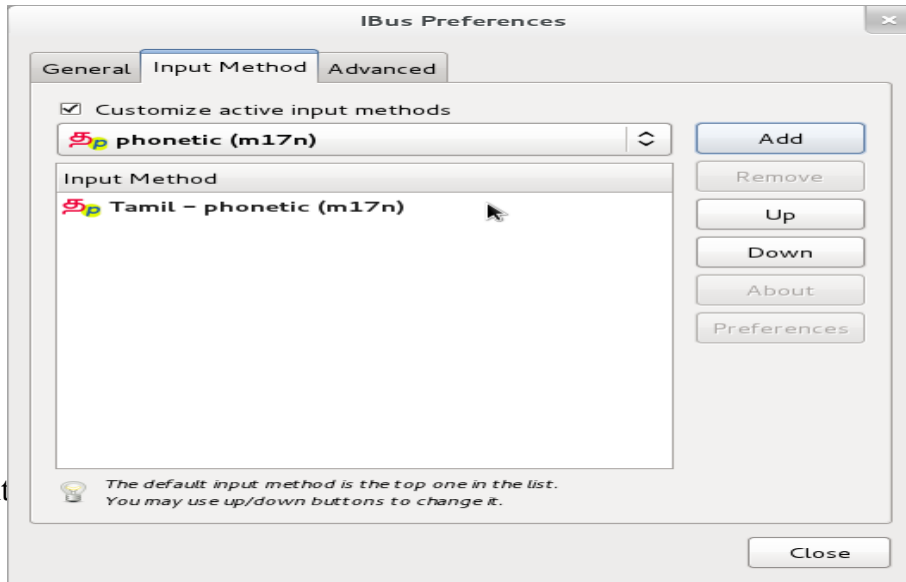 IBus Preferences
General Input Method Advanced
Customize active input methods
தp phonetic (m17n)
Add
Input Method
Remove
தp Tamil – phonetic (m17n)
Up
Down
About
Preferences
The default input method is the top one in the list.
You may use up/down buttons to change it.
Close